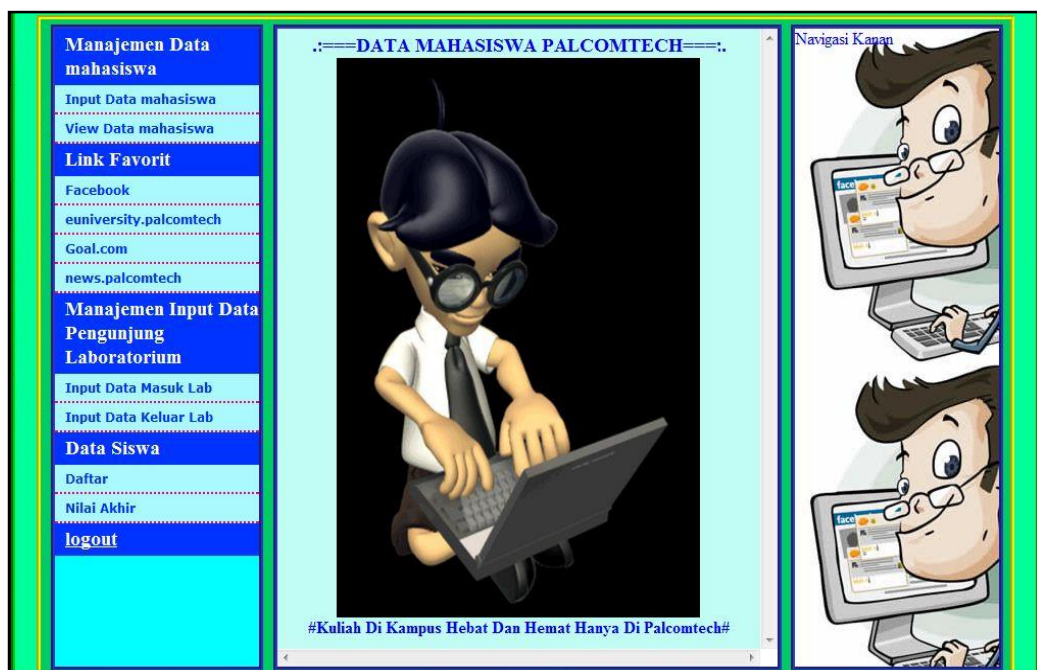 Manajemen Data
mahasiswa
Input Data mahasiswa
View Data mahasiswa
Link Favorit
Facebook
euniversity.palcomtech
Goal.com
news.palcomtech
Manajemen Input Data
Pengunjung
Laboratorium
Input Data Masuk Lab
Input Data Keluar Lab
Data Siswa
Daftar
Nilai Akhir
logout
.:===DATA MAHASISWA PALCOMTECH===:.
#Kuliah Di Kampus Hebat Dan Hemat Hanya Di Palcomtech#
Navigasi Kanan
face
face